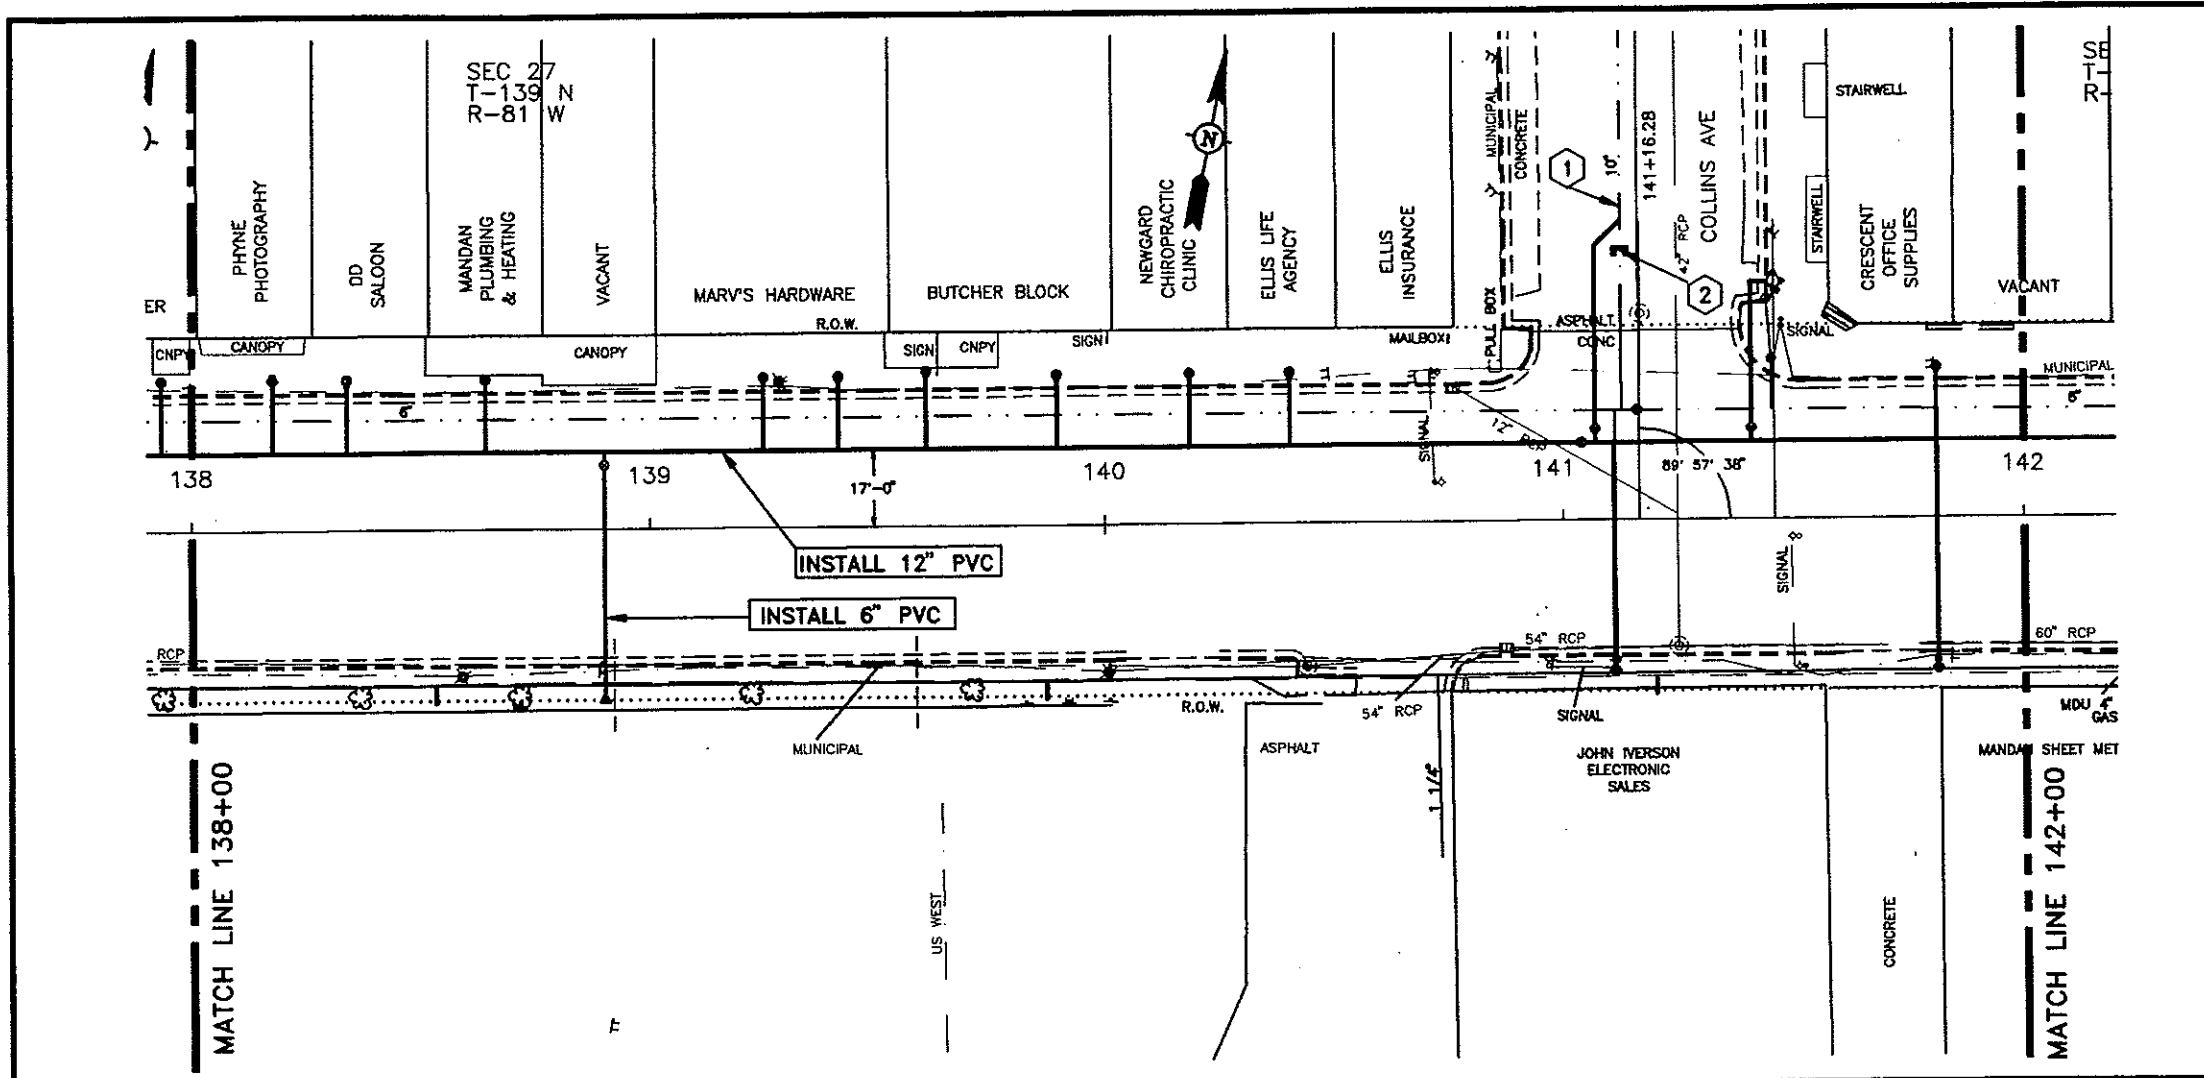 SEC 27
T-139 N
R-81 W
SE
T-
R-
ER
PHYNE
PHOTOGRAPHY
DD
SALOON
MANDAN
PLUMBING
& HEATING
VACANT
MARV'S HARDWARE
R.O.W.
BUTCHER BLOCK
N
NEWGARD
CHIROPRACTIC
CLINIC
ELLIS LIFE
AGENCY
ELLIS
INSURANCE
MUNICIPAL
CONCRETE
1
10"
141+16.28
2
42" RCP
COLLINS AVE
STAIRWELL
STAIRWELL
CRESCENT
OFFICE
SUPPLIES
VACANT
CNPY
CANOPY
CANOPY
SIGN
CNPY
SIGN
MAILBOX
PULL BOX
ASPHALT
CONC
SIGNAL
MUNICIPAL
6"
6"
SIGNAL
12" RCP
138
139
17'-0"
140
141
89° 57' 38"
142
INSTALL 12" PVC
INSTALL 6" PVC
SIGNAL
RCP
54" RCP
60" RCP
MUNICIPAL
R.O.W.
54" RCP
SIGNAL
MDU 4"
GAS
ASPHALT
JOHN IVERSON
ELECTRONIC
SALES
MANDAN SHEET MET
1 1/4"
US WEST
CONCRETE
MATCH LINE 138+00
MATCH LINE 142+00